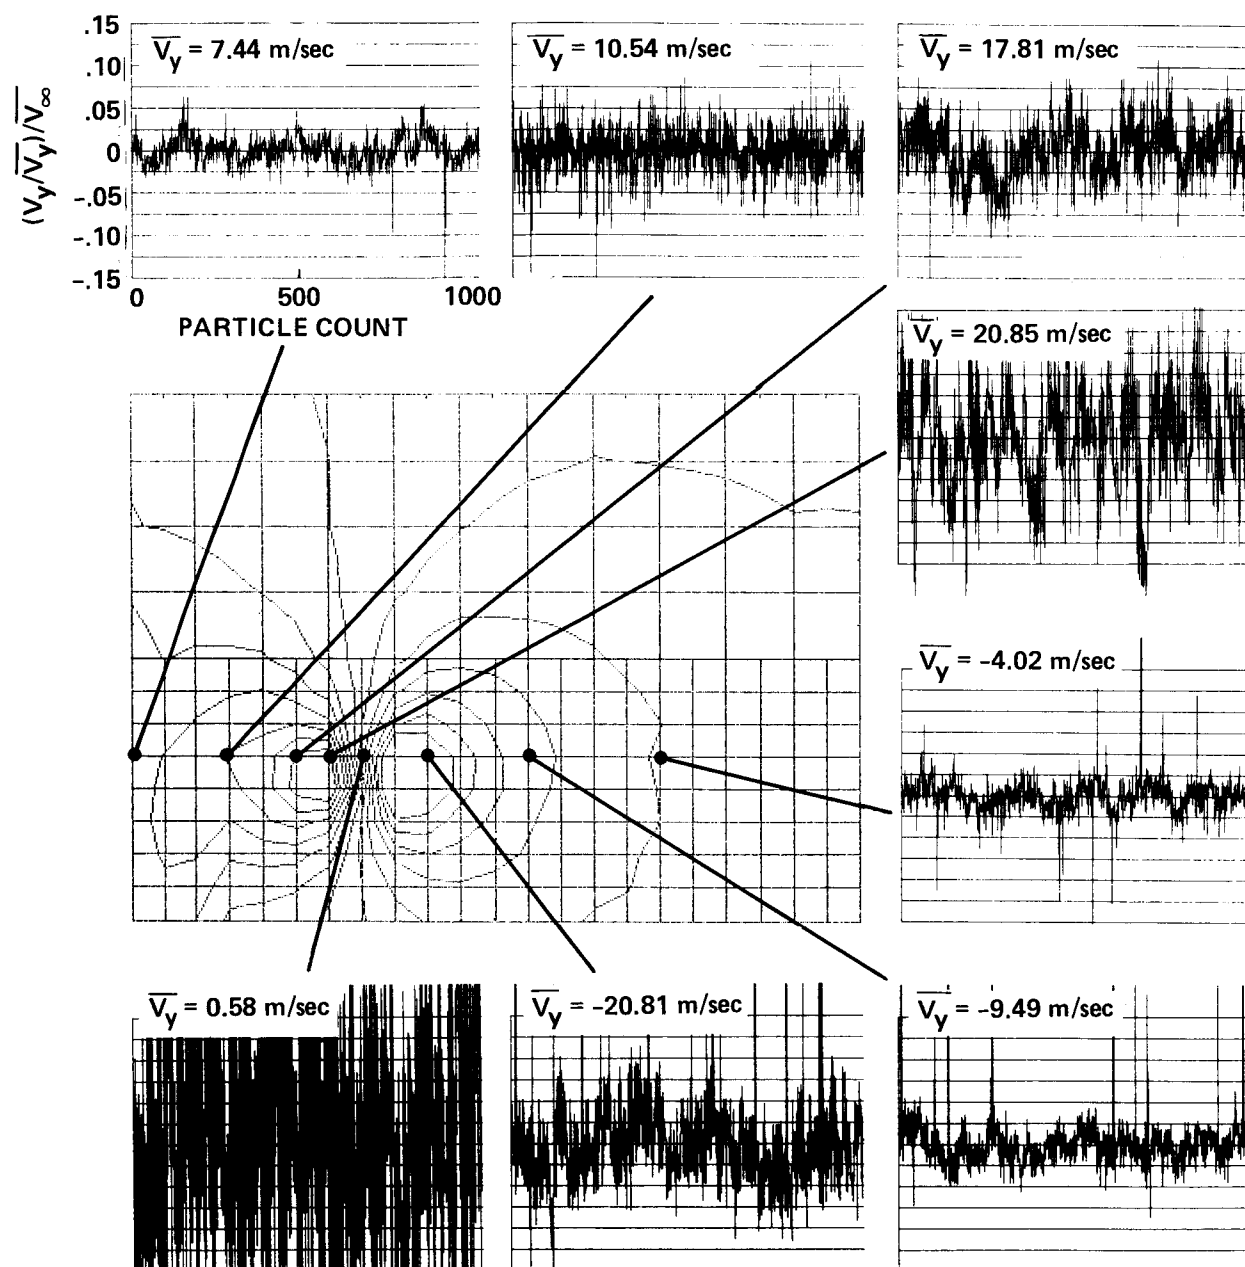 .15
.10
.05
0
-.05
-.10
-.15
(Vy/V̅y̅)/V̅∞
V̅y̅ = 7.44 m/sec
0
500
1000
PARTICLE COUNT
V̅y̅ = 10.54 m/sec
V̅y̅ = 17.81 m/sec
V̅y̅ = 20.85 m/sec
V̅y̅ = -4.02 m/sec
V̅y̅ = 0.58 m/sec
V̅y̅ = -20.81 m/sec
V̅y̅ = -9.49 m/sec